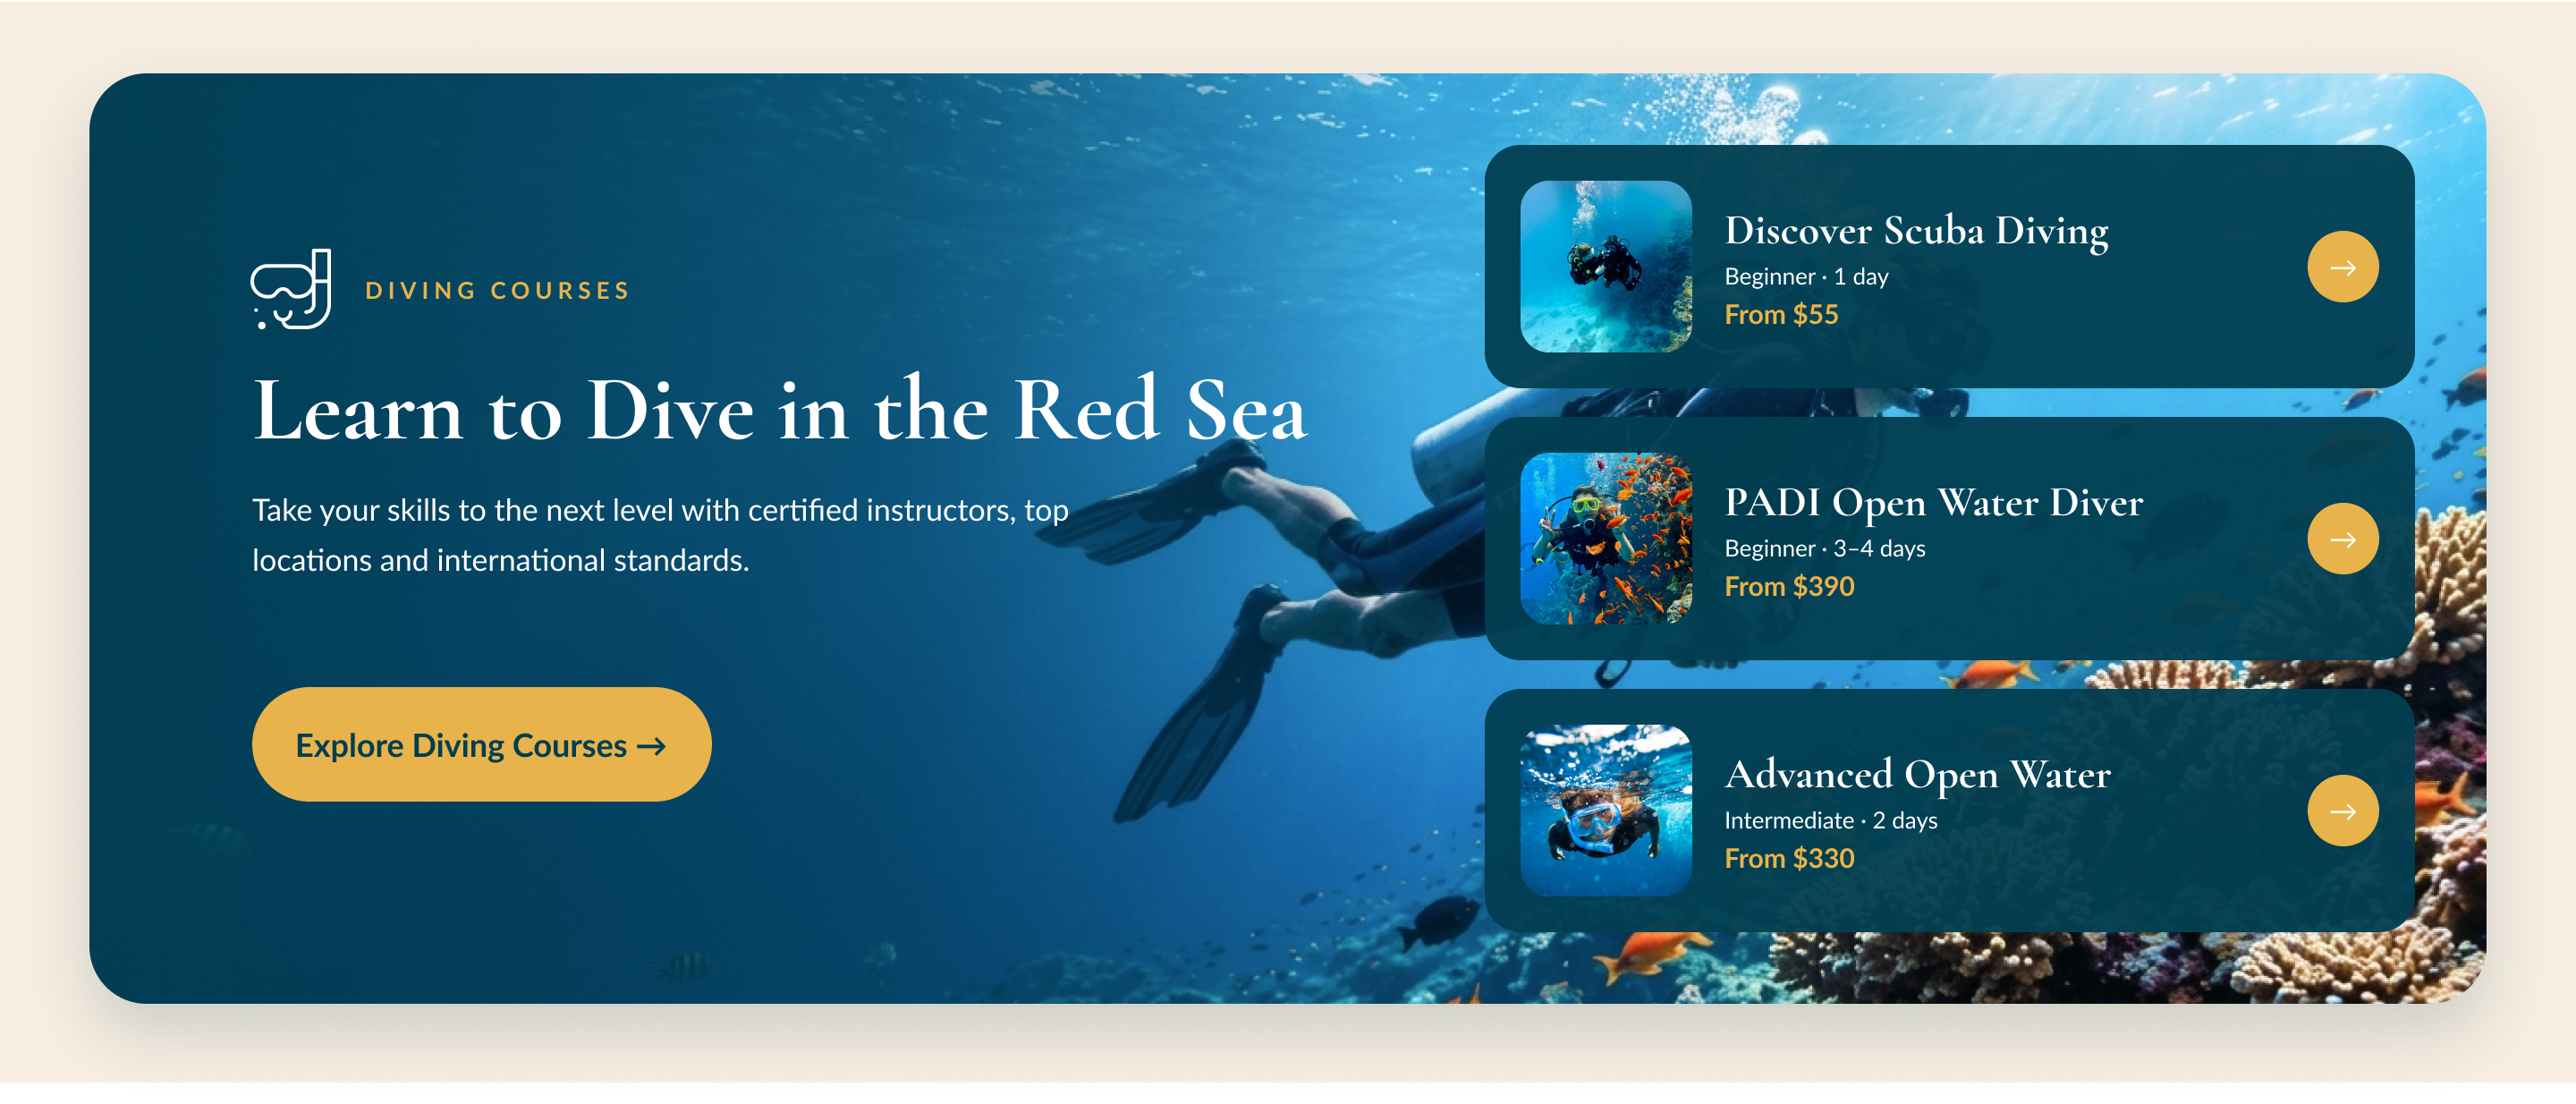 DIVING COURSES
Learn to Dive in the Red Sea
Take your skills to the next level with certified instructors, top
locations and international standards.
Explore Diving Courses →
Discover Scuba Diving
Beginner · 1 day
From $55
→
PADI Open Water Diver
Beginner · 3–4 days
From $390
→
Advanced Open Water
Intermediate · 2 days
From $330
→